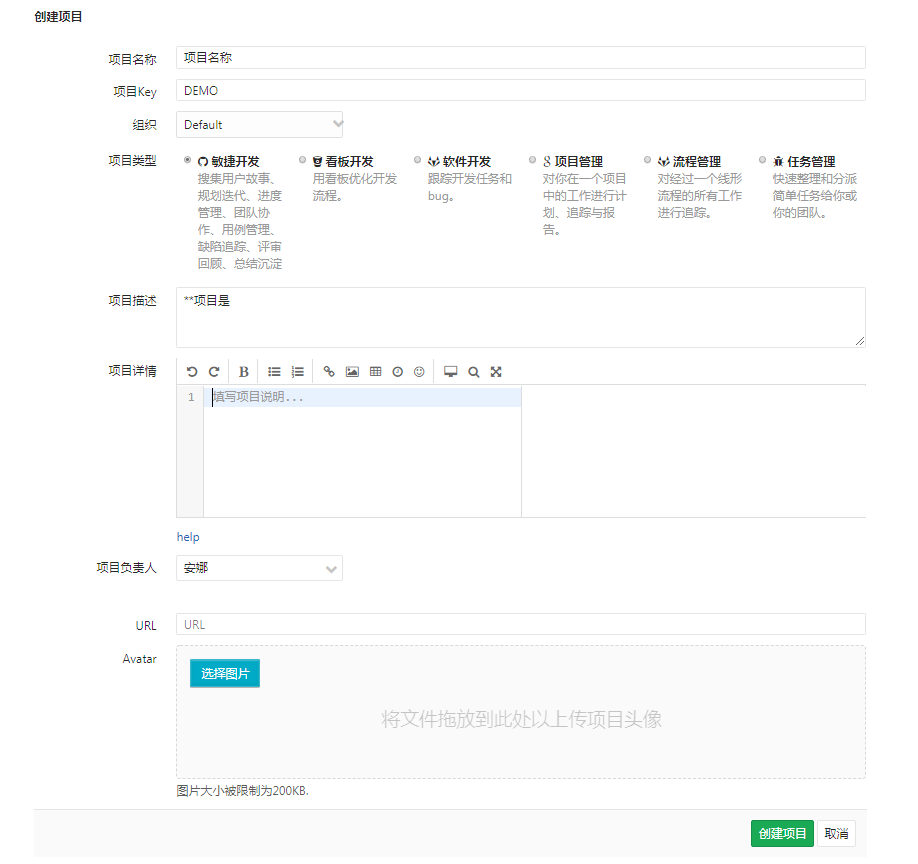 创建项目
项目名称 项目名称
项目Key DEMO
组织 Default
项目类型
敏捷开发
搜集用户故事、
规划迭代、进度
管理、团队协
作、用例管理、
缺陷追踪、评审
回顾、总结沉淀
看板开发
用看板优化开发
流程。
软件开发
跟踪开发任务和
bug。
项目管理
对你在一个项目
中的工作进行计
划、追踪与报
告。
流程管理
对经过一个线形
流程的所有工作
进行追踪。
任务管理
快速整理和分派
简单任务给你或
你的团队。
项目描述 **项目是
项目详情 B
1 填写项目说明...
help
项目负责人 安娜
URL URL
Avatar 选择图片
将文件拖放到此处以上传项目头像
图片大小被限制为200KB.
创建项目 取消